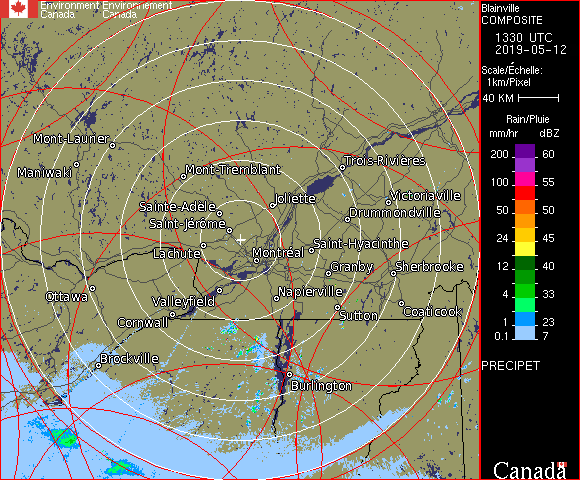 Environment Environnement
Canada Canada
Blainville
COMPOSITE
1330 UTC
2019-05-12
Scale/Échelle:
1km/Pixel
40 KM
Rain/Pluie
mm/hr dBZ
200 60
100 55
50 50
24 45
12 40
4 33
1 23
0.1 7
PRECIPET
Canada
Mont-Laurier
Maniwaki
Mont-Tremblant
Trois-Rivières
Joliette
Victoriaville
Sainte-Adèle
Drummondville
Saint-Jérôme
Lachute
Montréal
Saint-Hyacinthe
Granby
Sherbrooke
Ottawa
Valleyfield
Napierville
Cornwall
Sutton
Coaticook
Brockville
Burlington